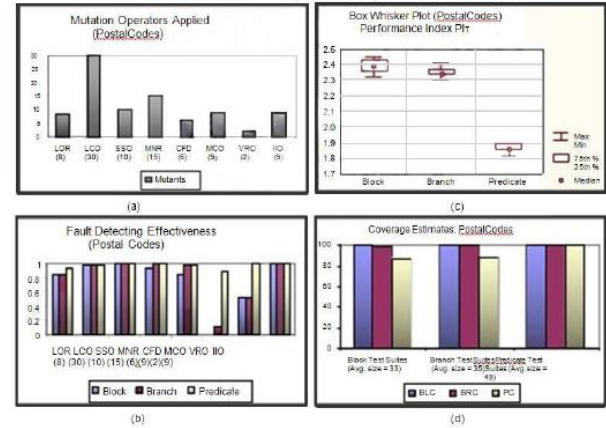 Mutation Operators Applied
(PostalCodes)
30
25
20
15
10
5
0
LOR LCO SSO MNR CFD MCO VRO IIO
(8) (30) (10) (15) (6) (9) (2) (9)
Mutants
(a)
Box Whisker Plot (PostalCodes)
Performance Index PIT
2.6
2.5
2.4
2.3
2.2
2.1
2
1.9
1.8
1.7
Block Branch Predicate
Max
Min
75th %
25th %
Median
(c)
Fault Detecting Effectiveness
(Postal Codes)
1
0.8
0.6
0.4
0.2
0
LOR LCO SSO MNR CFD MCO VRO IIO
(8) (30) (10) (15) (6)(9)(2)(9)
Block Branch Predicate
(b)
Coverage Estimates: PostalCodes
100
80
60
40
20
0
Block Test Suites Branch Test SuitesPredicate Test
(Avg. size = 33) (Avg. size = 35)Suites (Avg. size =
49)
BLC BRC PC
(d)